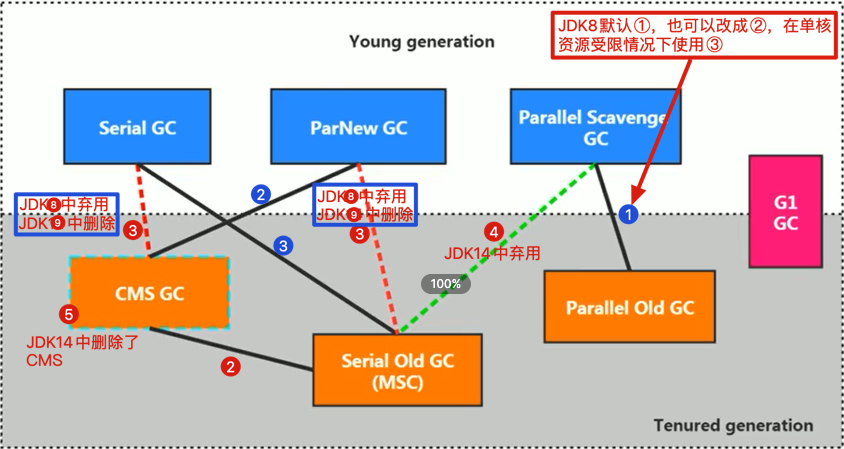 JDK8默认①，也可以改成②，在单核
资源受限情况下使用③
Young generation
Serial GC
ParNew GC
Parallel Scavenge
GC
G1
GC
2
JDK8中弃用
JDK9中删除
3
JDK8中弃用
JDK9中删除
3
3
1
4
JDK14中弃用
100%
CMS GC
5
JDK14中删除了
CMS
2
Serial Old GC
(MSC)
Parallel Old GC
Tenured generation